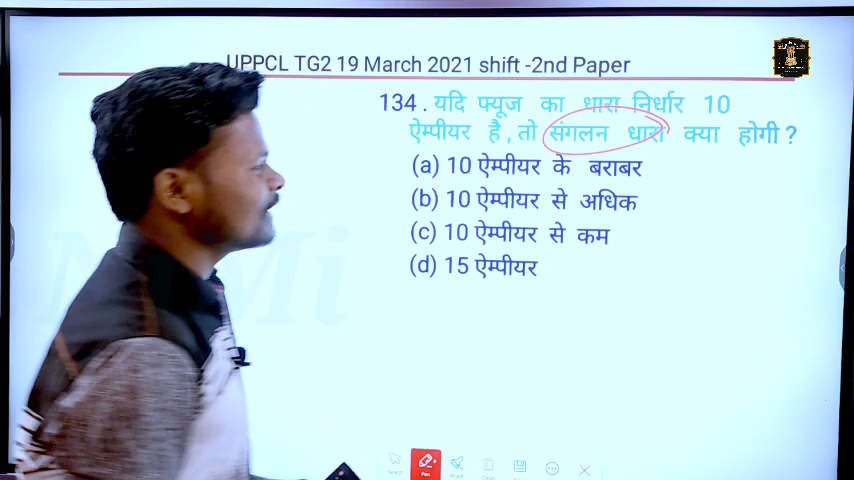 UPPCL TG2 19 March 2021 shift -2nd Paper
134. यदि फ्यूज का धारा निर्धार 10
ऐम्पीयर है, तो संगलन धारा क्या होगी ?
(a) 10 ऐम्पीयर के बराबर
(b) 10 ऐम्पीयर से अधिक
(c) 10 ऐम्पीयर से कम
(d) 15 ऐम्पीयर
Select
Pen